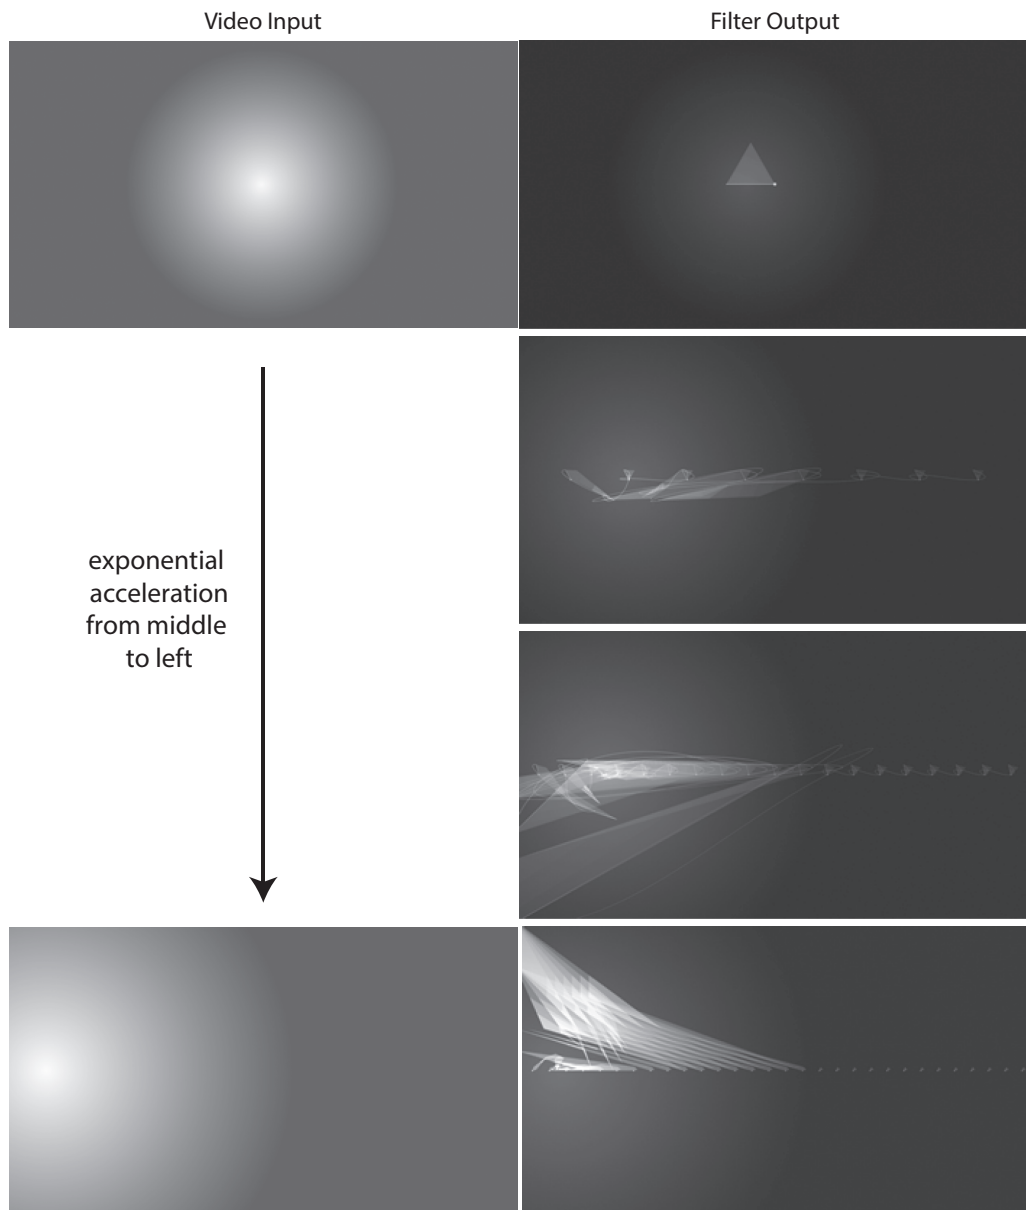 Video Input
Filter Output
exponential
acceleration
from middle
to left